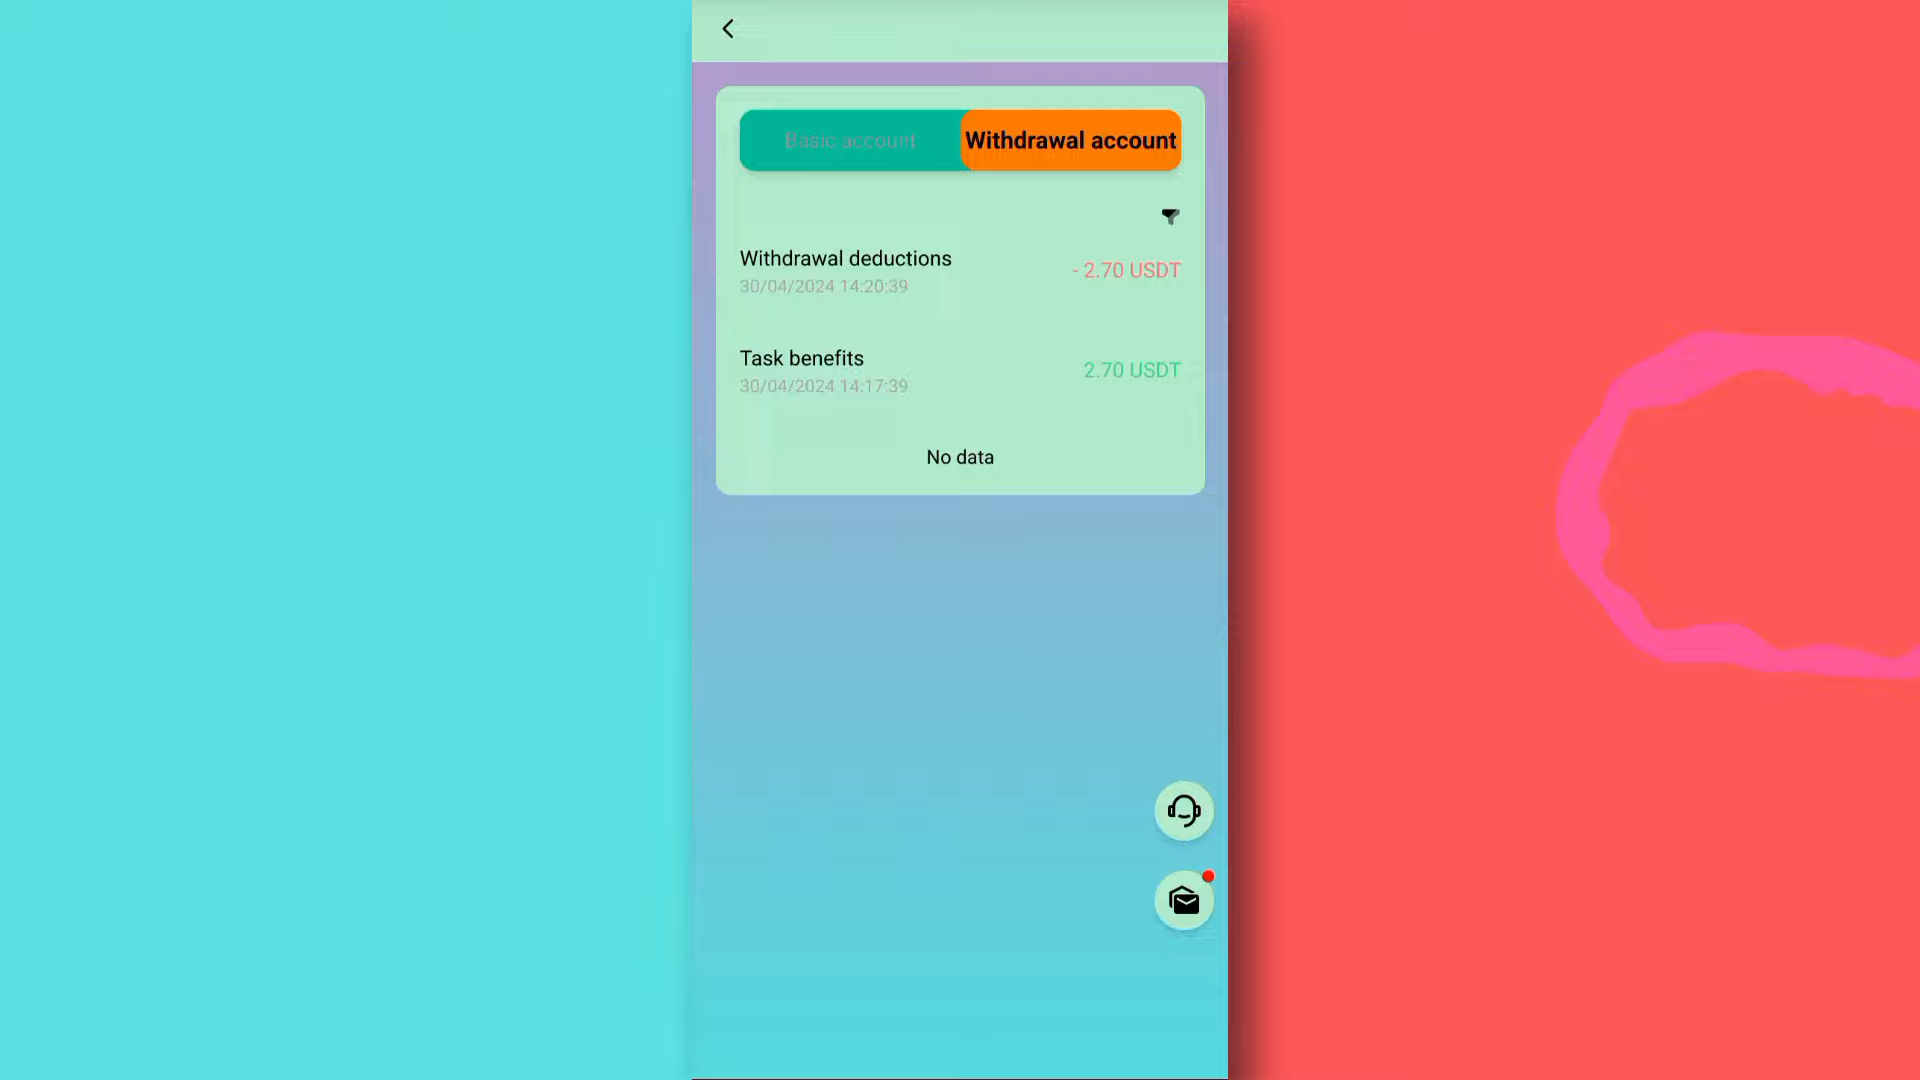 Basic account
Withdrawal account
Withdrawal deductions
- 2.70 USDT
30/04/2024 14:20:39
Task benefits
2.70 USDT
30/04/2024 14:17:39
No data